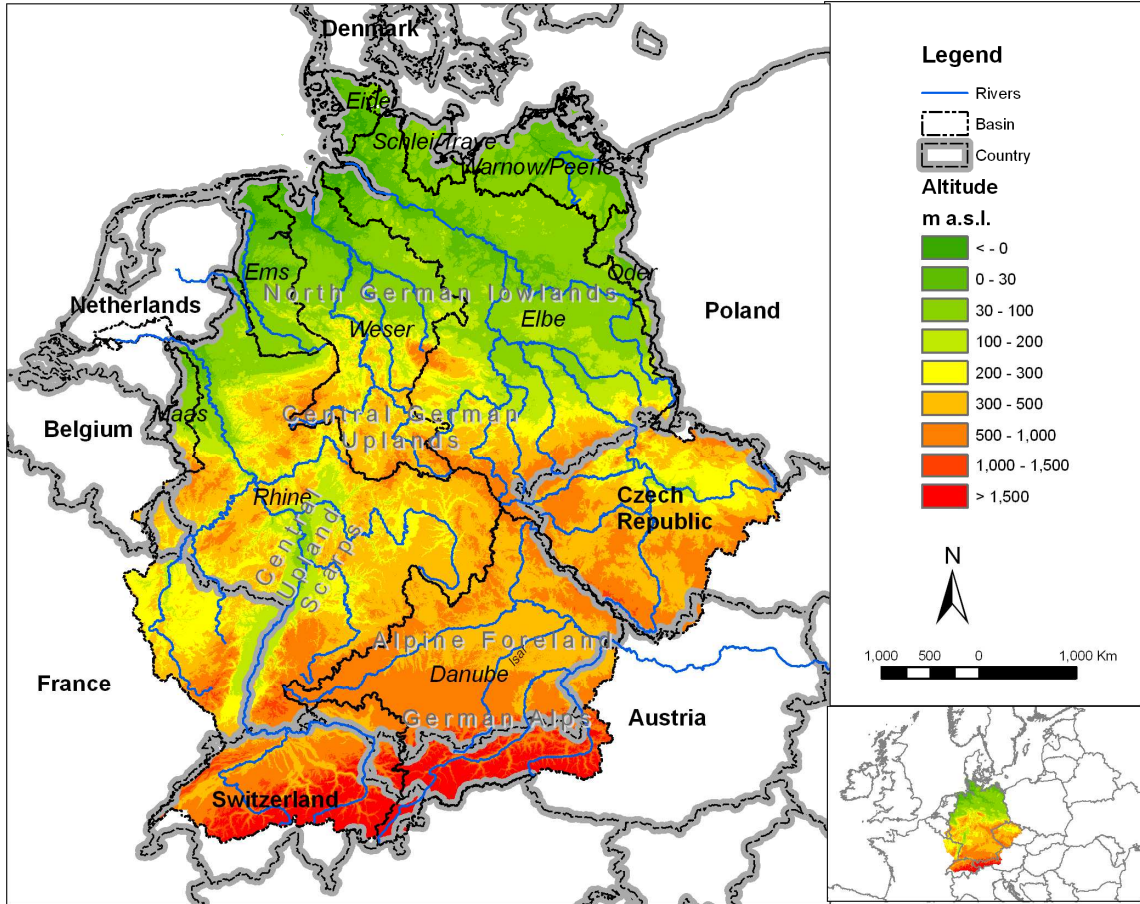 Denmark
Eider
Schlei/Trave
Warnow/Peene
Oder
Ems
North German lowlands
Netherlands
Elbe
Poland
Weser
Maas
Central German
Uplands
Belgium
Rhine
Central
Upland
Scarps
Czech
Republic
Alpine Foreland
Isar
Danube
France
German Alps
Austria
Switzerland
Legend
Rivers
Basin
Country
Altitude
m a.s.l.
< - 0
0 - 30
30 - 100
100 - 200
200 - 300
300 - 500
500 - 1,000
1,000 - 1,500
> 1,500
N
1,000 500 0 1,000 Km